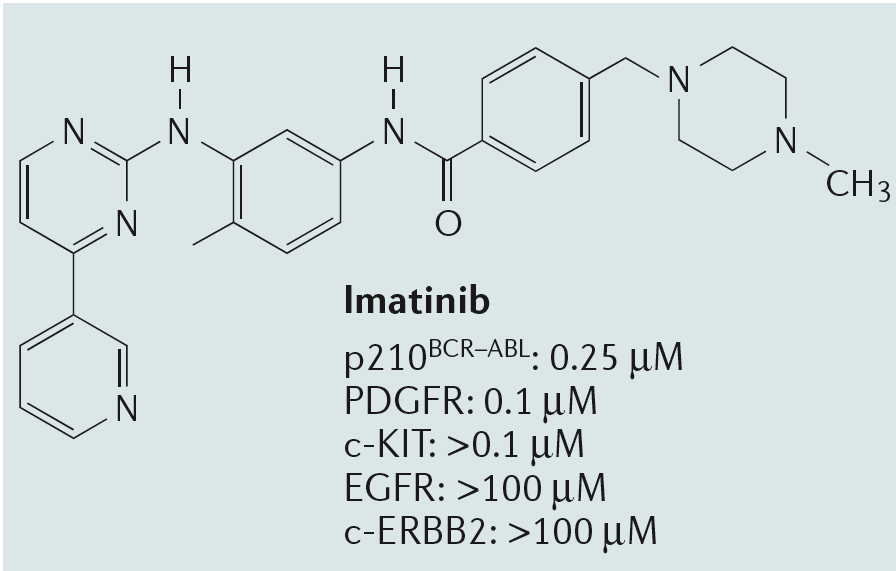 H
H
N
N
N
N
N
O
N
CH₃
N
Imatinib
p210ᴮᶜᴿ⁻ᴬᴮᴸ: 0.25 μM
PDGFR: 0.1 μM
c-KIT: >0.1 μM
EGFR: >100 μM
c-ERBB2: >100 μM